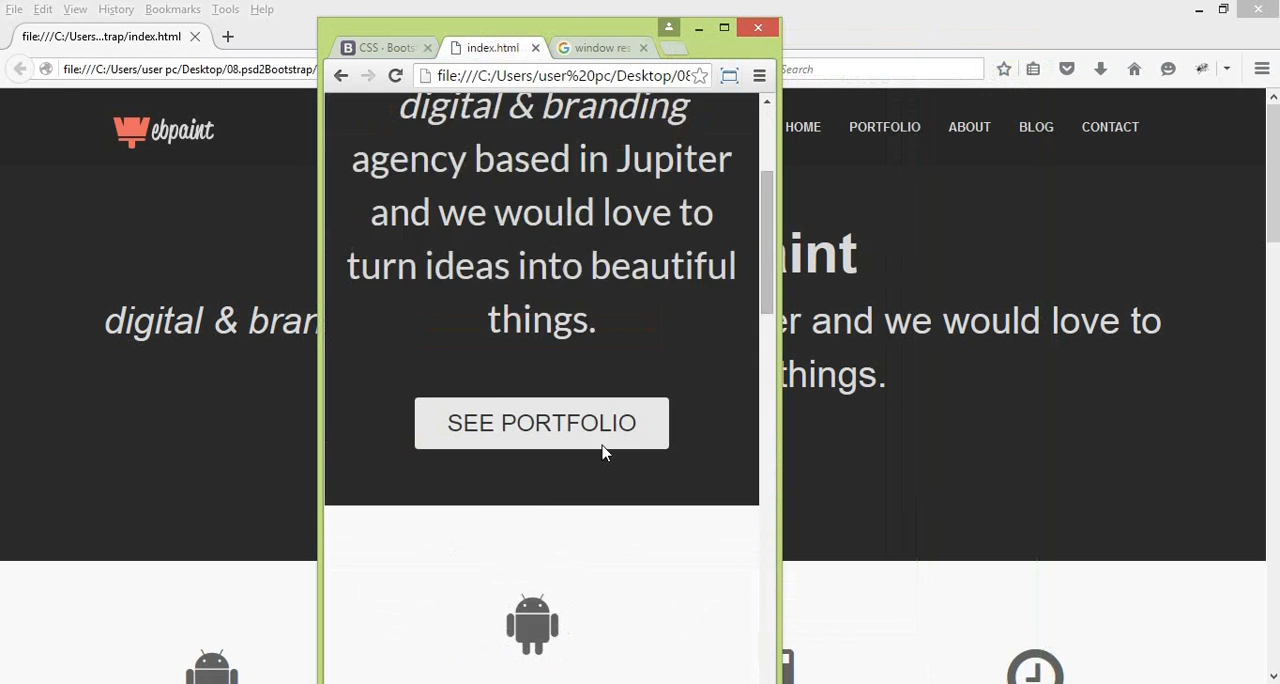 File Edit View History Bookmarks Tools Help
file:///C:/Users...trap/index.html
file:///C:/Users/user pc/Desktop/08.psd2Bootstrap/
Search
ebpaint
HOME PORTFOLIO ABOUT BLOG CONTACT
aint
digital & bran
er and we would love to
things.
CSS · Boots
index.html
window res
file:///C:/Users/user%20pc/Desktop/08
digital & branding
agency based in Jupiter
and we would love to
turn ideas into beautiful
things.
SEE PORTFOLIO